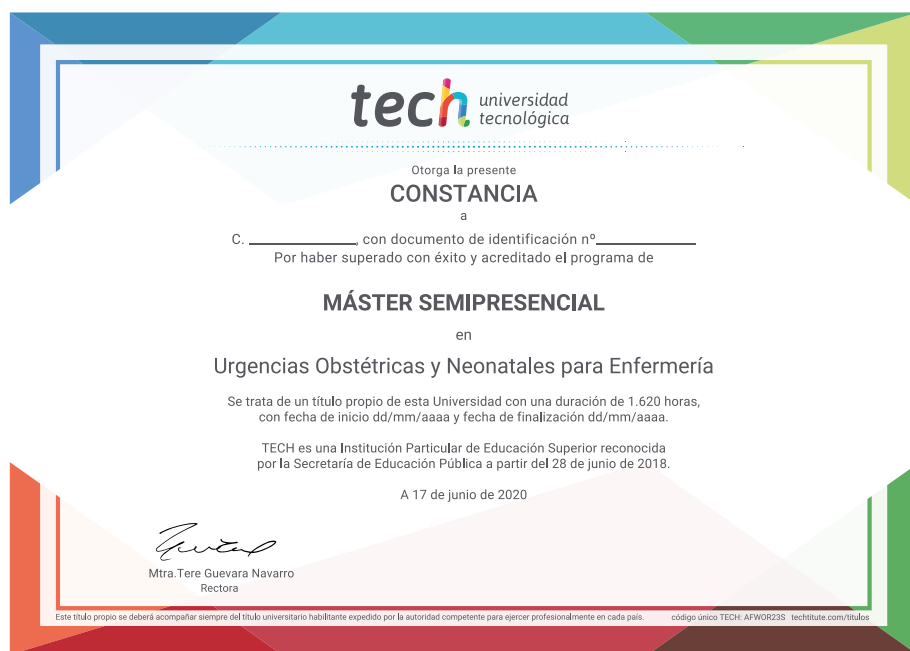 tech universidad
tecnológica
Otorga la presente
CONSTANCIA
a
C. ____________, con documento de identificación nº____________
Por haber superado con éxito y acreditado el programa de
MÁSTER SEMIPRESENCIAL
en
Urgencias Obstétricas y Neonatales para Enfermería
Se trata de un título propio de esta Universidad con una duración de 1.620 horas,
con fecha de inicio dd/mm/aaaa y fecha de finalización dd/mm/aaaa.
TECH es una Institución Particular de Educación Superior reconocida
por la Secretaría de Educación Pública a partir del 28 de junio de 2018.
A 17 de junio de 2020
Mtra.Tere Guevara Navarro
Rectora
Este título propio se deberá acompañar siempre del título universitario habilitante expedido por la autoridad competente para ejercer profesionalmente en cada país. código único TECH: AFWOR23S techtitute.com/titulos